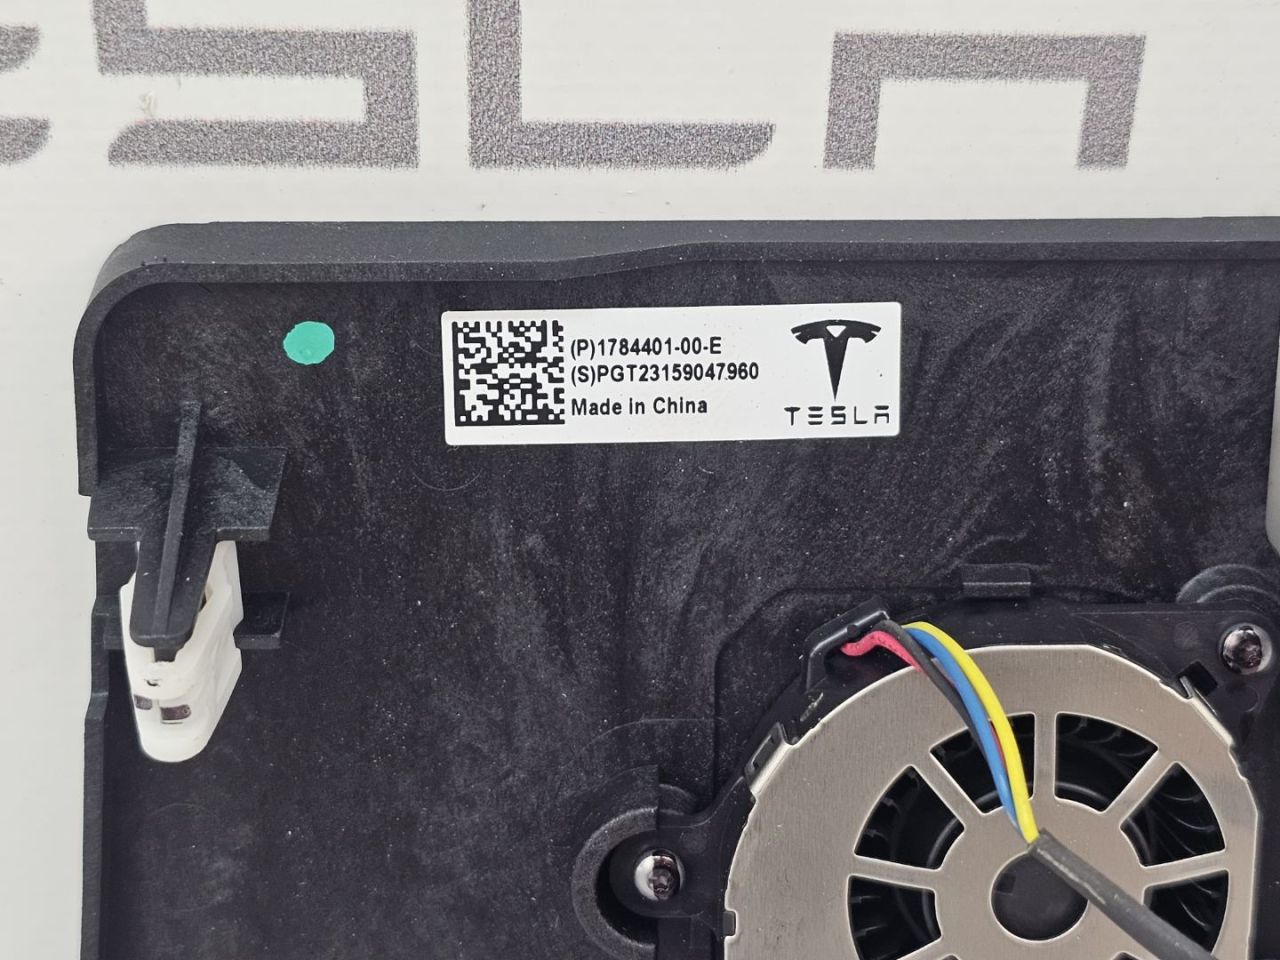 TESLA
(P)1784401-00-E
(S)PGT23159047960
Made in China
TESLA